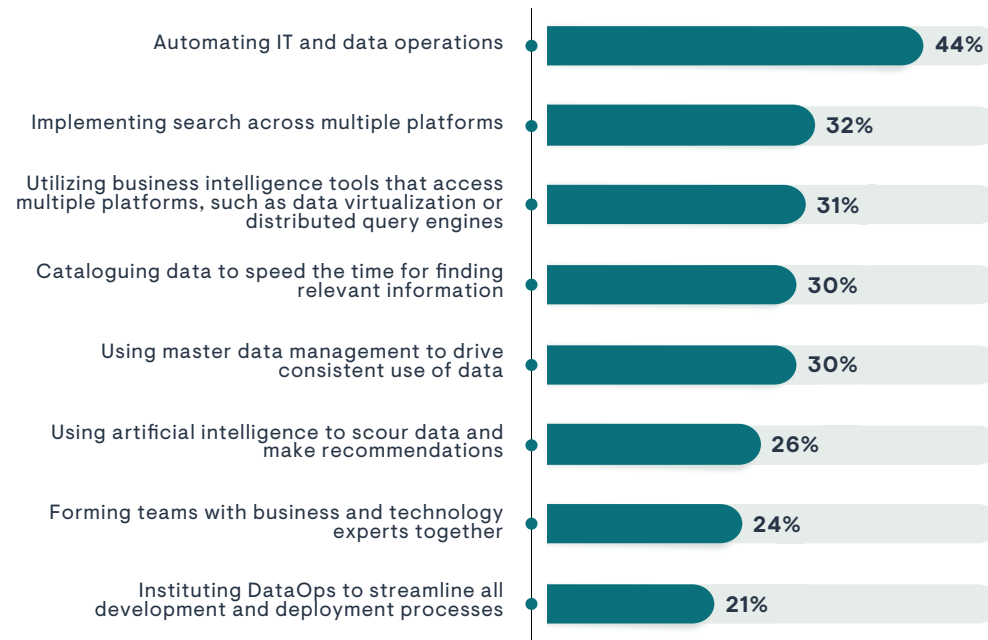 Automating IT and data operations
44%
Implementing search across multiple platforms
32%
Utilizing business intelligence tools that access
multiple platforms, such as data virtualization or
distributed query engines
31%
Cataloguing data to speed the time for finding
relevant information
30%
Using master data management to drive
consistent use of data
30%
Using artificial intelligence to scour data and
make recommendations
26%
Forming teams with business and technology
experts together
24%
Instituting DataOps to streamline all
development and deployment processes
21%